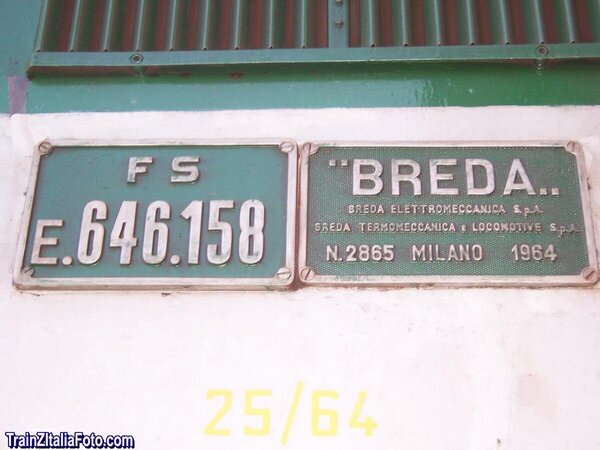 FS
E.646.158
"BREDA„
BREDA ELETTROMECCANICA S.p.A.
BREDA TERMOMECCANICA E LOCOMOTIVE S.p.A.
N.2865 MILANO 1964
25/64
TrainZItaliaFoto.com